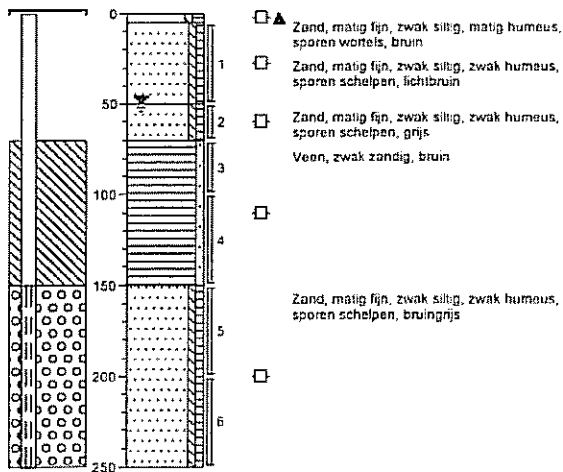 0
Zand, matig fijn, zwak siltig, matig humeus,
sporen wortels, bruin
1
Zand, matig fijn, zwak siltig, zwak humeus,
sporen schelpen, lichtbruin
50
2
Zand, matig fijn, zwak siltig, zwak humeus,
sporen schelpen, grijs
3
Veen, zwak zandig, bruin
100
4
150
Zand, matig fijn, zwak siltig, zwak humeus,
sporen schelpen, bruingrijs
5
200
6
250